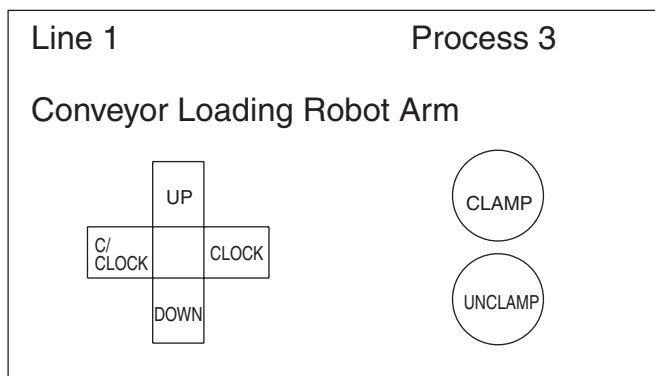 Line 1 Process 3
Conveyor Loading Robot Arm
UP
CLAMP
C/
CLOCK
CLOCK
DOWN
UNCLAMP